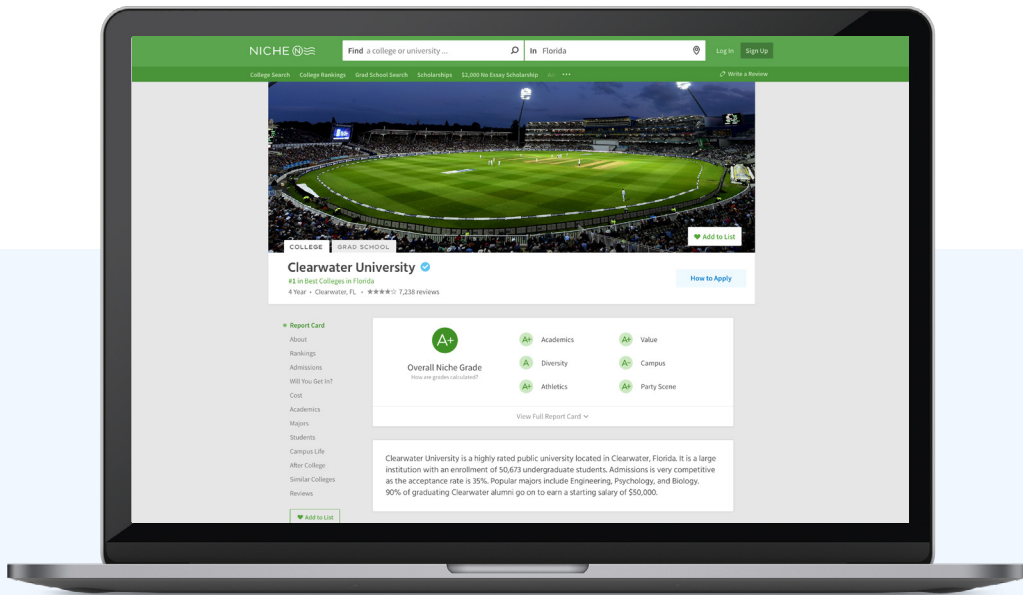 NICHE
Find a college or university ...
In Florida
Log In
Sign Up
College Search College Rankings Grad School Search Scholarships $2,000 No Essay Scholarship ...
Write a Review
Add to List
COLLEGE GRAD SCHOOL
Clearwater University
#1 in Best Colleges in Florida
4 Year • Clearwater, FL • ★★★★☆ 7,238 reviews
How to Apply
Report Card
About
Rankings
Admissions
Will You Get In?
Cost
Academics
Majors
Students
Campus Life
After College
Similar Colleges
Reviews
Add to List
A+
Overall Niche Grade
How are grades calculated?
A+ Academics
A Diversity
A+ Athletics
A+ Value
Campus
A+ Party Scene
View Full Report Card
Clearwater University is a highly rated public university located in Clearwater, Florida. It is a large
institution with an enrollment of 50,673 undergraduate students. Admissions is very competitive
as the acceptance rate is 35%. Popular majors include Engineering, Psychology, and Biology.
90% of graduating Clearwater alumni go on to earn a starting salary of $50,000.